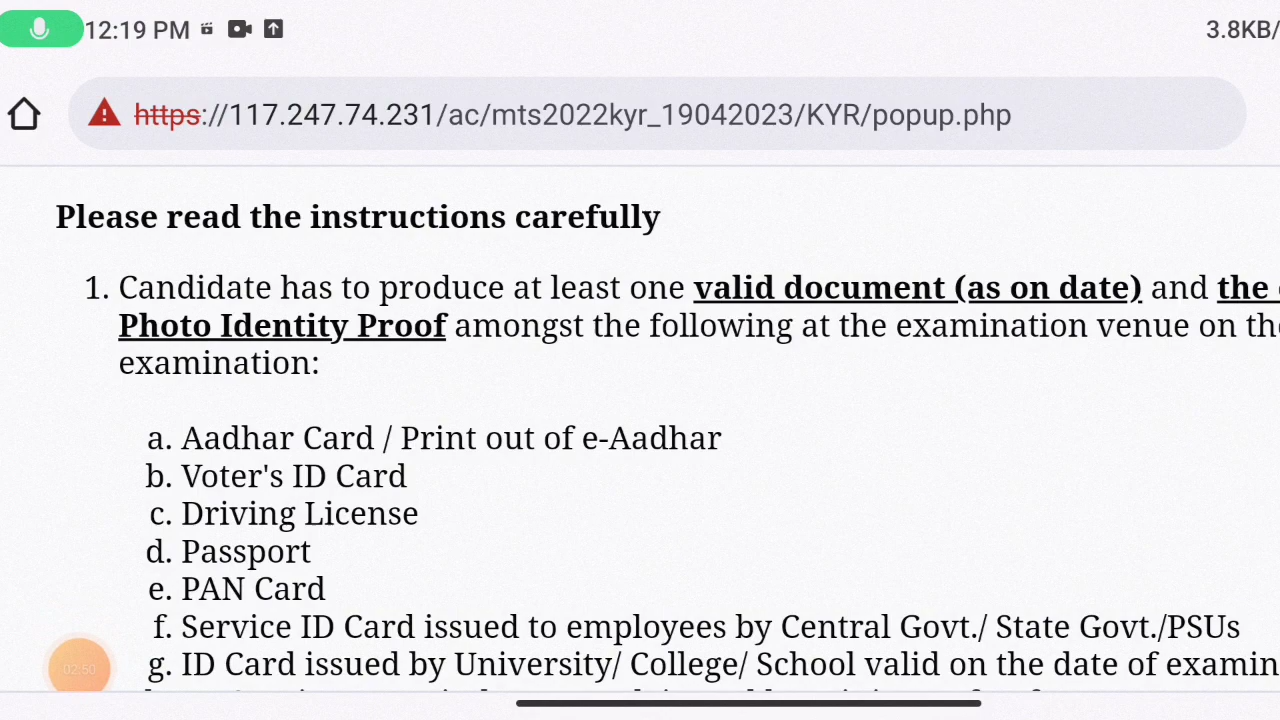 12:19 PM
3.8KB/
https://117.247.74.231/ac/mts2022kyr_19042023/KYR/popup.php
Please read the instructions carefully
1. Candidate has to produce at least one valid document (as on date) and the
Photo Identity Proof amongst the following at the examination venue on
examination:
a. Aadhar Card / Print out of e-Aadhar
b. Voter's ID Card
c. Driving License
d. Passport
e. PAN Card
f. Service ID Card issued to employees by Central Govt./ State Govt./PSUs
g. ID Card issued by University/ College/ School valid on the date of
02:50